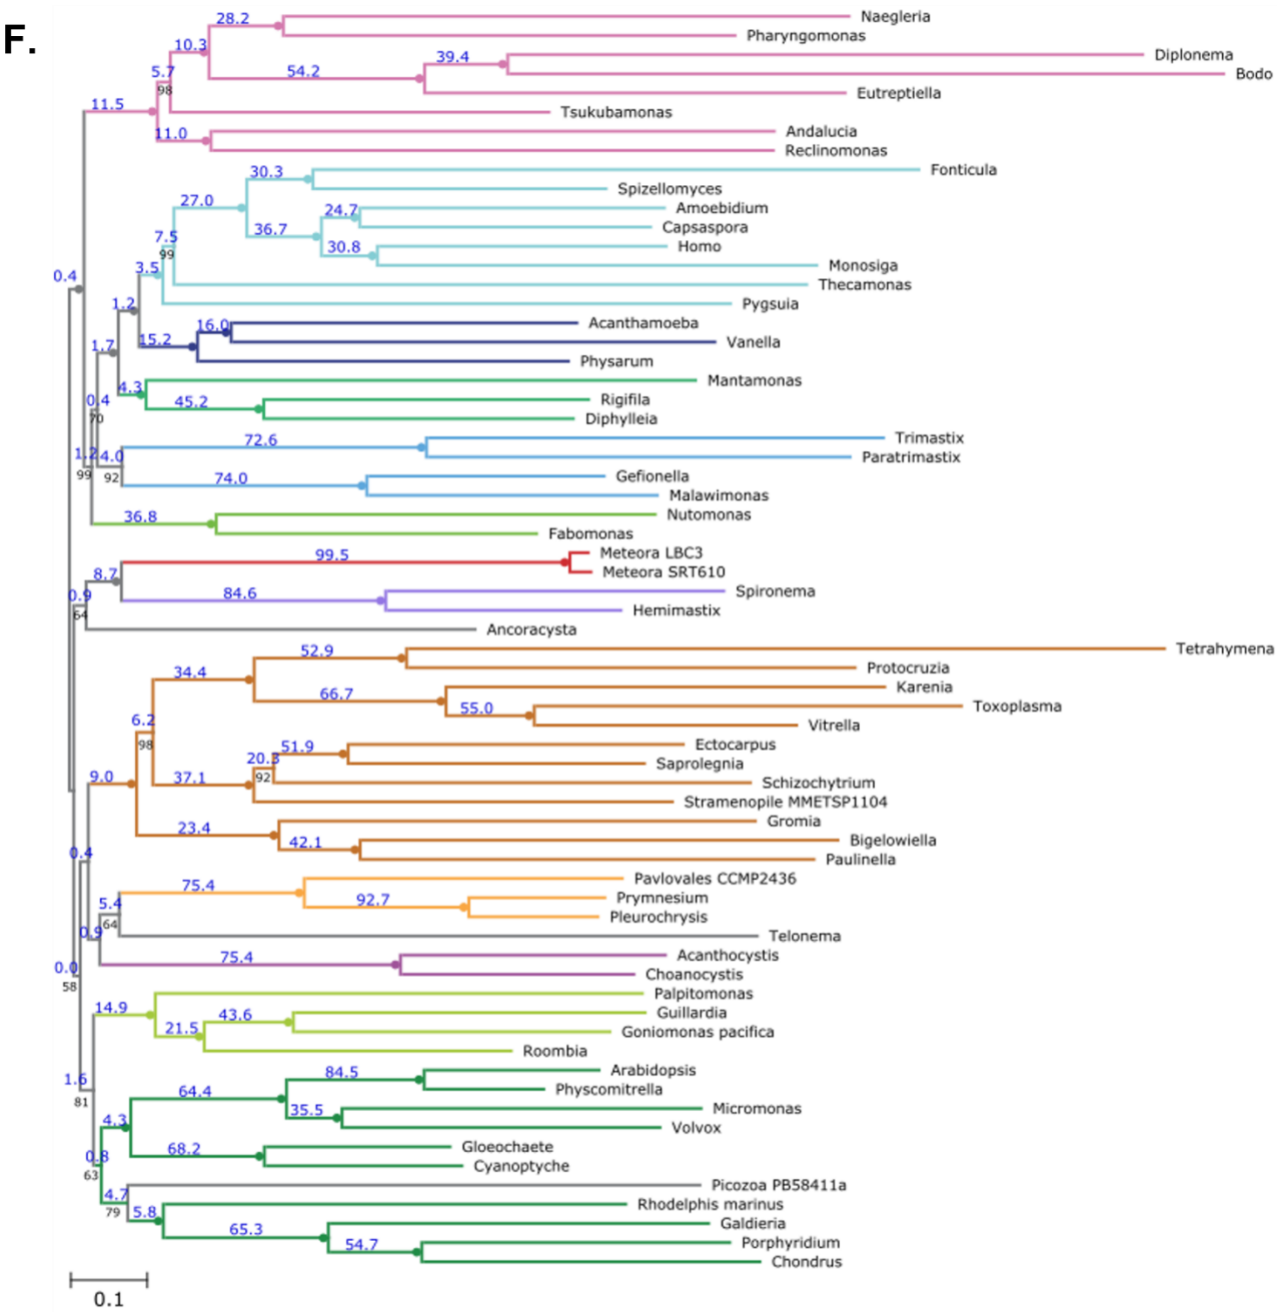 F.
28.2
Naegleria
Pharyngomonas
10.3
39.4
Diplonema
Bodo
54.2
Eutreptiella
5.7
98
11.5
Tsukubamonas
11.0
Andalucia
Reclinomonas
30.3
Fonticula
Spizellomyces
27.0
24.7
Amoebidium
Capsaspora
36.7
30.8
Homo
Monosiga
7.5
99
3.5
Thecamonas
0.4
Pygsuia
1.2
16.0
Acanthamoeba
Vanella
15.2
Physarum
1.7
Mantamonas
4.3
45.2
Rigifila
Diphylleia
0.4
70
72.6
Trimastix
Paratrimastix
1.2
4.0
99
92
74.0
Gefionella
Malawimonas
36.8
Nutomonas
Fabomonas
99.5
Meteora LBC3
Meteora SRT610
8.7
84.6
Spironema
Hemimastix
0.9
64
Ancoracysta
52.9
Tetrahymena
Protocruzia
34.4
66.7
Karenia
55.0
Toxoplasma
Vitrella
6.2
98
51.9
Ectocarpus
Saprolegnia
20.3
92
9.0
37.1
Schizochytrium
Stramenopile MMETSP1104
23.4
Gromia
42.1
Bigelowiella
Paulinella
0.4
75.4
Pavlovales CCMP2436
92.7
Prymnesium
Pleurochrysis
5.4
64
0.9
Telonema
75.4
Acanthocystis
Choanocystis
0.0
58
14.9
Palpitomonas
43.6
Guillardia
Goniomonas pacifica
21.5
Roombia
1.6
81
84.5
Arabidopsis
Physcomitrella
64.4
35.5
Micromonas
Volvox
4.3
68.2
Gloeochaete
Cyanoptyche
0.8
63
4.7
79
Picozoa PB58411a
5.8
Rhodelphis marinus
65.3
Galdieria
54.7
Porphyridium
Chondrus
0.1